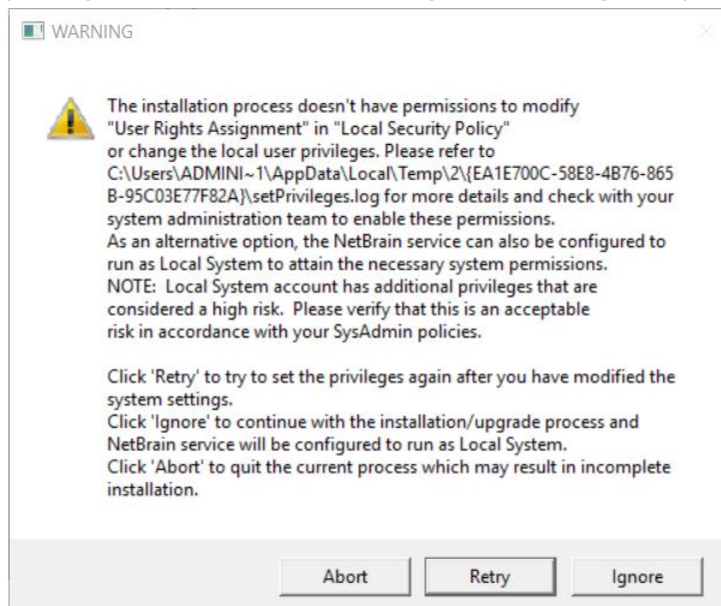 WARNING
The installation process doesn't have permissions to modify
"User Rights Assignment" in "Local Security Policy"
or change the local user privileges. Please refer to
C:\Users\ADMINI~1\AppData\Local\Temp\2\{EA1E700C-
58E8-4B76-865
B-95C03E77F82A}\setPrivileges.log for more details and check with your
system administration team to enable these permissions.
As an alternative option, the NetBrain service can also be configured to
run as Local System to attain the necessary system permissions.
NOTE:  Local System account has additional privileges that are
considered a high risk.  Please verify that this is an acceptable
risk in accordance with your SysAdmin policies.
Click 'Retry' to try to set the privileges again after you have modified the
system settings.
Click 'Ignore' to continue with the installation/upgrade process and
NetBrain service will be configured to run as Local System.
Click 'Abort' to quit the current process which may result in incomplete
installation.
Abort Retry Ignore